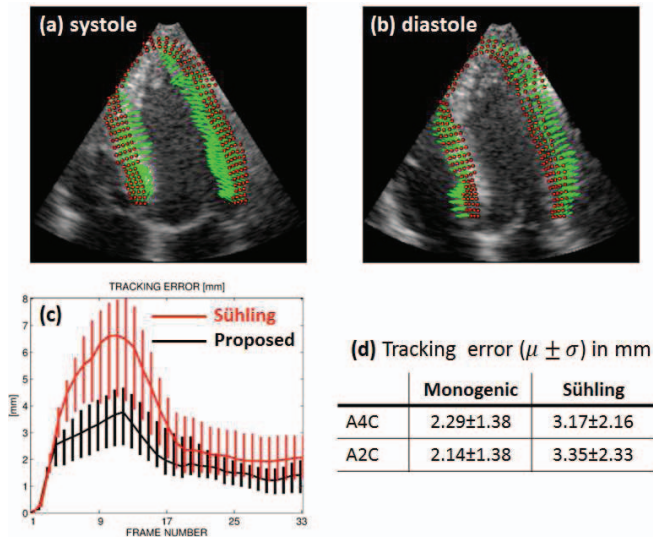 (a) systole
(b) diastole
TRACKING ERROR [mm]
(c)
Sühling
Proposed
[mm]
8
7
6
5
4
3
2
1
0
1 9 17 25 33
FRAME NUMBER
(d) Tracking error (μ ± σ) in mm
Monogenic Sühling
A4C 2.29±1.38 3.17±2.16
A2C 2.14±1.38 3.35±2.33